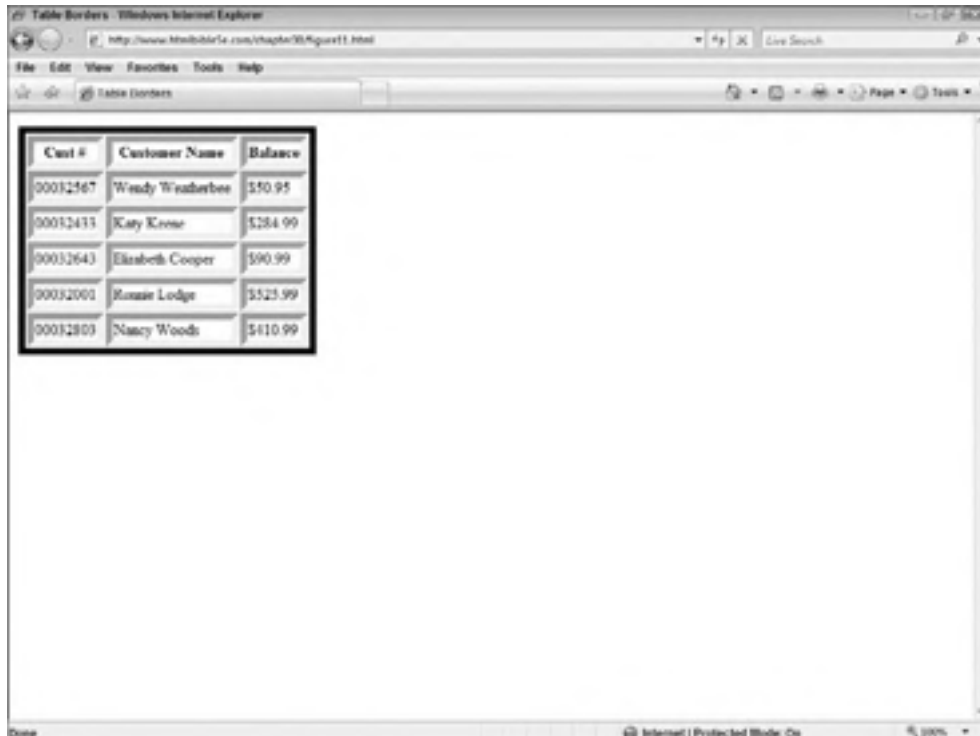 Table Borders - Windows Internet Explorer
Live Search
File Edit View Favorites Tools Help
Table Borders
Page Tools
Cust # Customer Name Balance
00032567 Wendy Weatherbee $50.95
00032433 Katy Keene $284.99
00032643 Elizabeth Cooper $90.99
00032001 Ronnie Lodge $525.99
00032803 Nancy Woods $410.99
Done
Internet | Protected Mode: On
100%